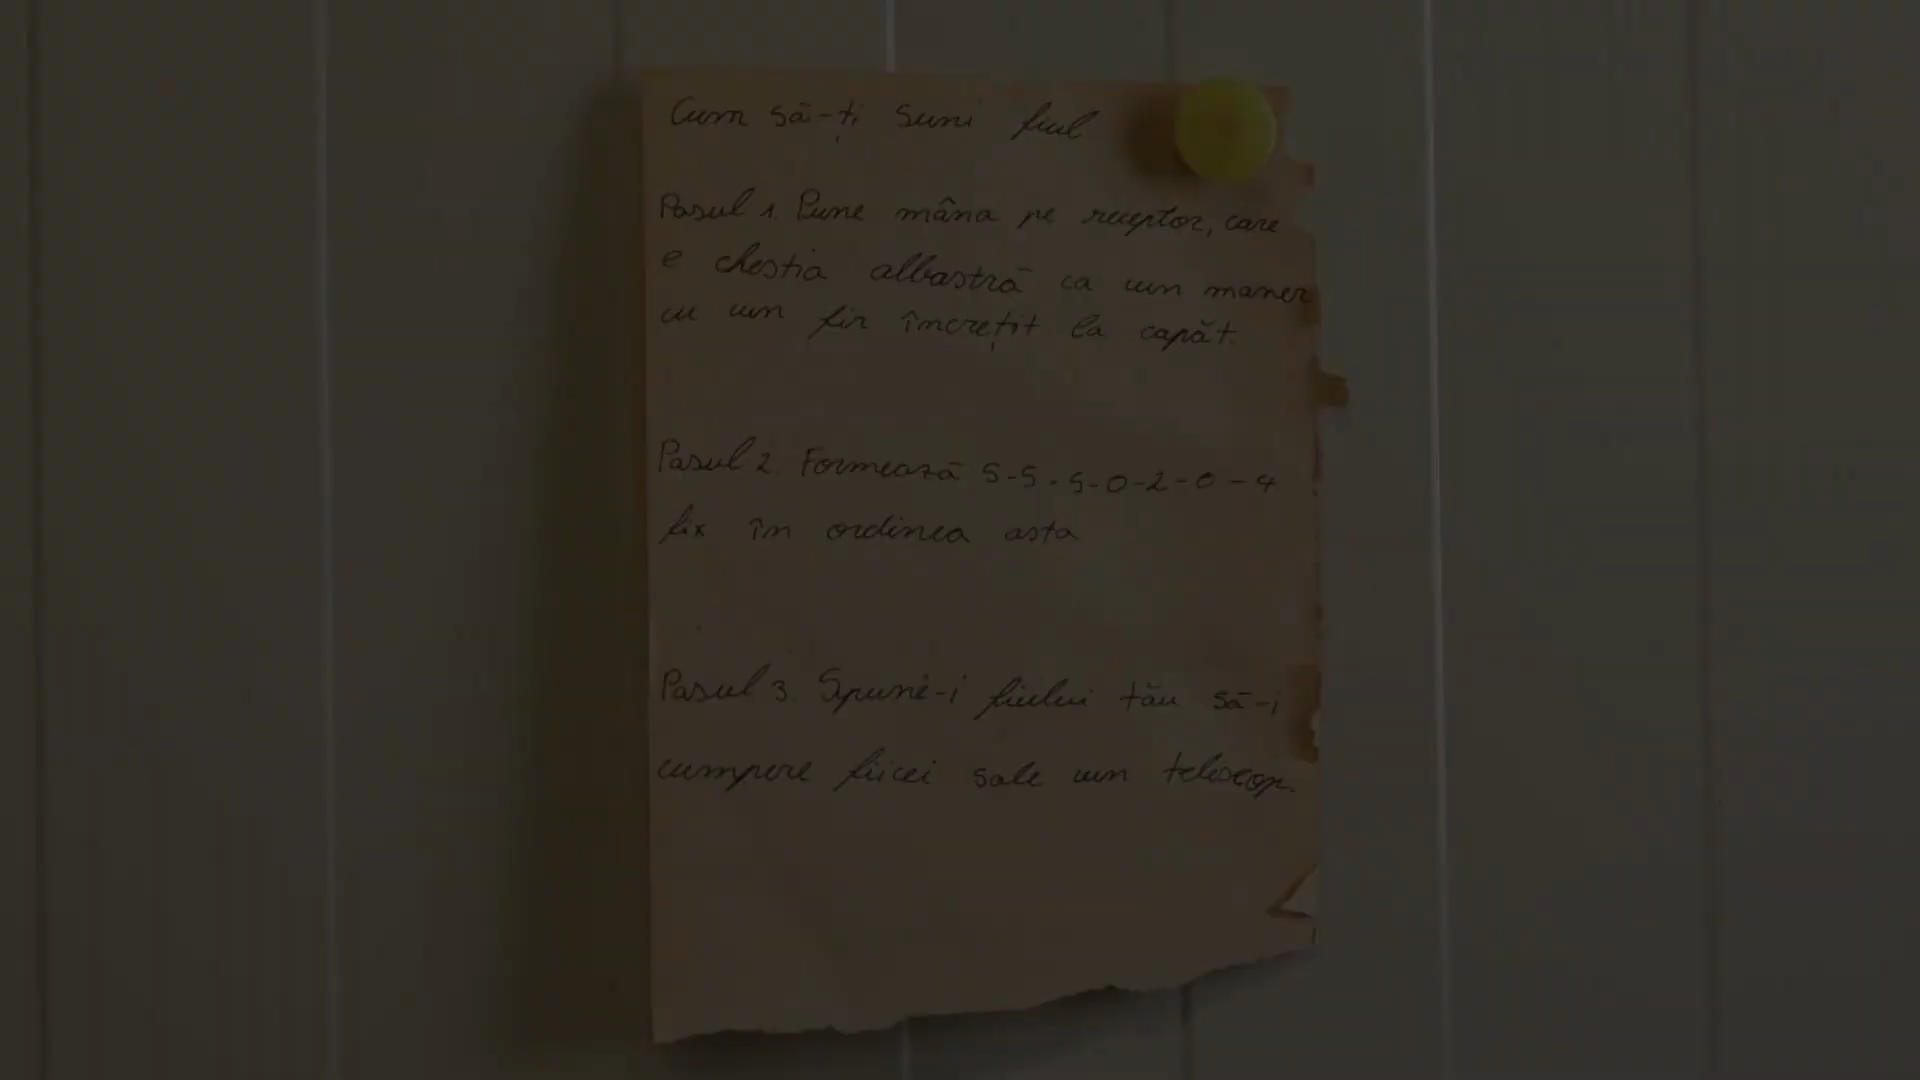 Cum să-ți suni fiul
Pasul 1. Pune mâna pe receptor, care
e chestia albastră ca un maner
cu un fir încrețit la capăt.
Pasul 2. Formează 5-5-5-0-2-0-4
fix în ordinea asta
Pasul 3. Spune-i fiului tău să-i
cumpere fiicei sale un telescop.